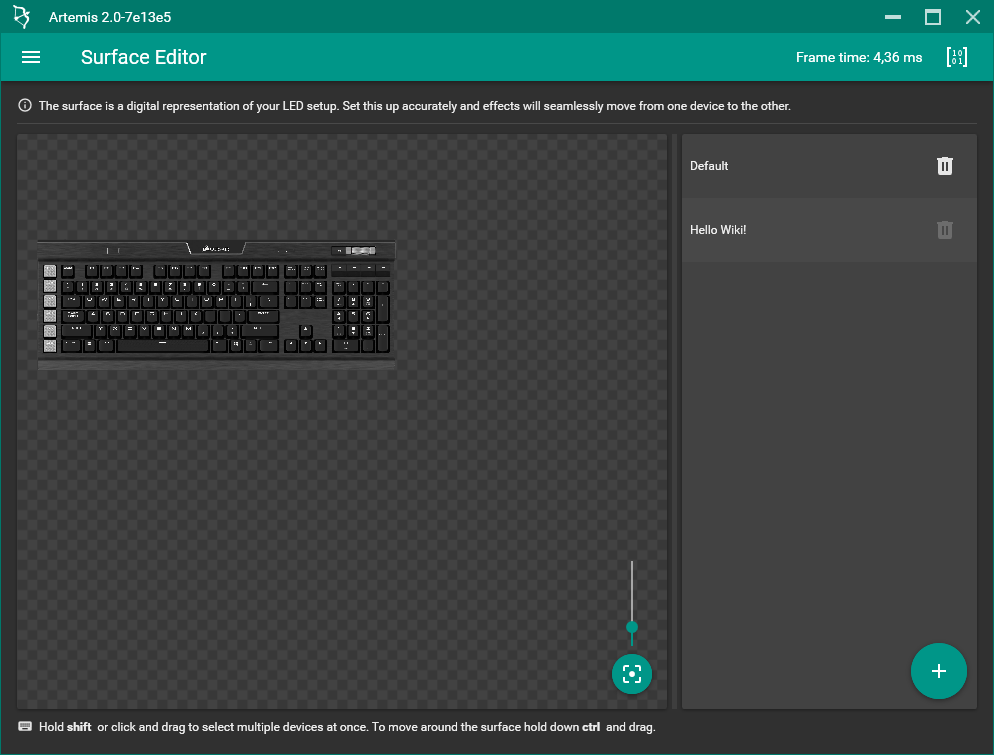 Artemis 2.0-7e13e5
Surface Editor
Frame time: 4,36 ms
The surface is a digital representation of your LED setup. Set this up accurately and effects will seamlessly move from one device to the other.
Default
Hello Wiki!
Hold shift or click and drag to select multiple devices at once. To move around the surface hold down ctrl and drag.